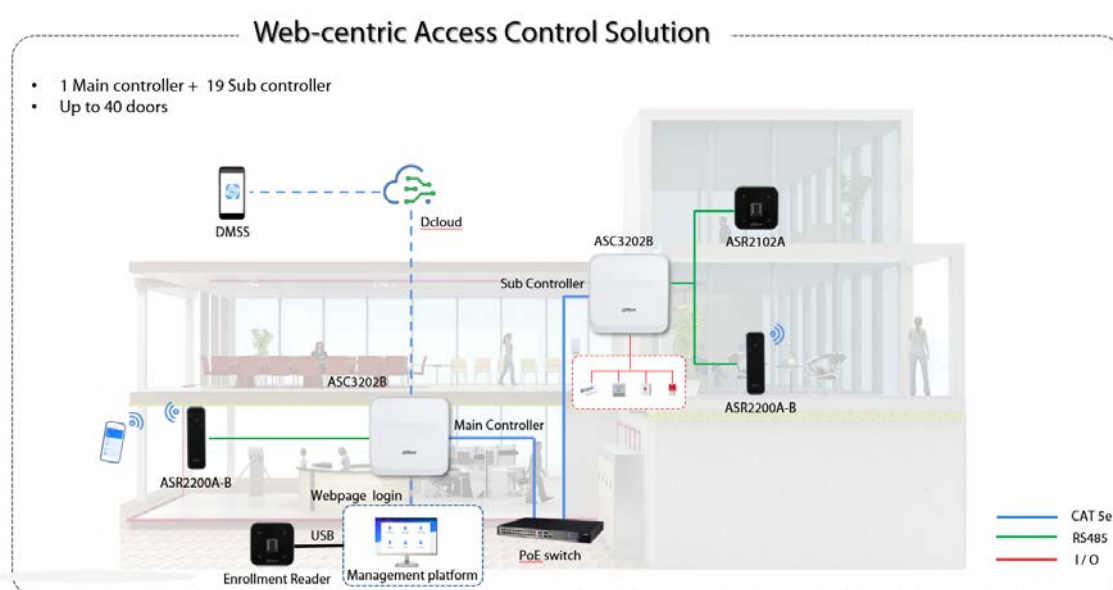 Web-centric Access Control Solution
• 1 Main controller + 19 Sub controller
• Up to 40 doors
DMSS
Dcloud
ASC3202B
ASR2102A
Sub Controller
ASC3202B
ASR2200A-B
Main Controller
ASR2200A-B
Webpage login
USB
PoE switch
Enrollment Reader
Management platform
CAT 5e
RS485
I / O